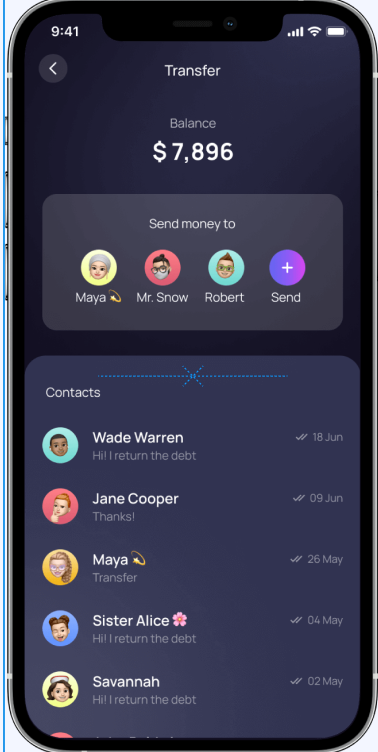 9:41
Transfer
Balance
$ 7,896
Send money to
Maya 💫 Mr. Snow Robert Send
Contacts
Wade Warren 18 Jun
Hi! I return the debt
Jane Cooper 09 Jun
Thanks!
Maya 💫 26 May
Transfer
Sister Alice 🌸 04 May
Hi! I return the debt
Savannah 02 May
Hi! I return the debt